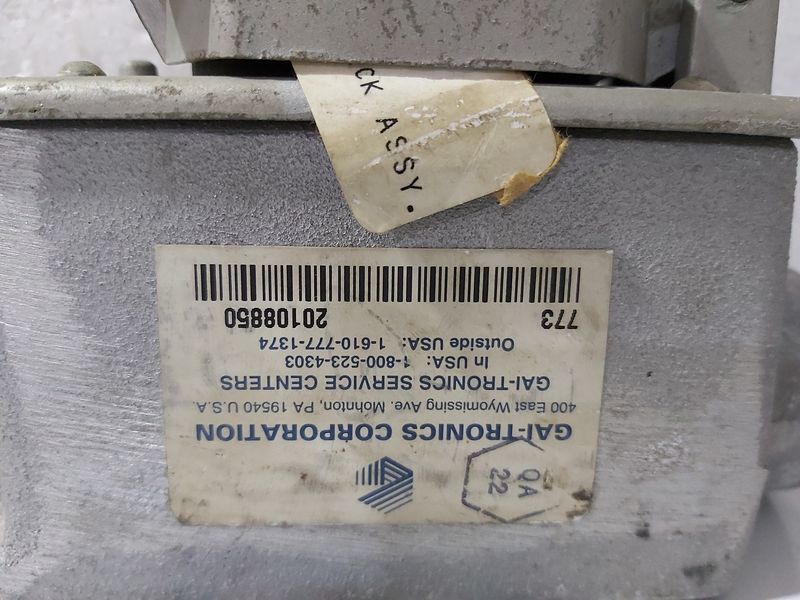 CK ASSY.
QA
22
GAI-TRONICS CORPORATION
400 East Wyomissing Ave. Mohnton, PA 19540 U.S.A.
GAI-TRONICS SERVICE CENTERS
In USA: 1-800-523-4303
Outside USA: 1-610-777-1374
773 20108850